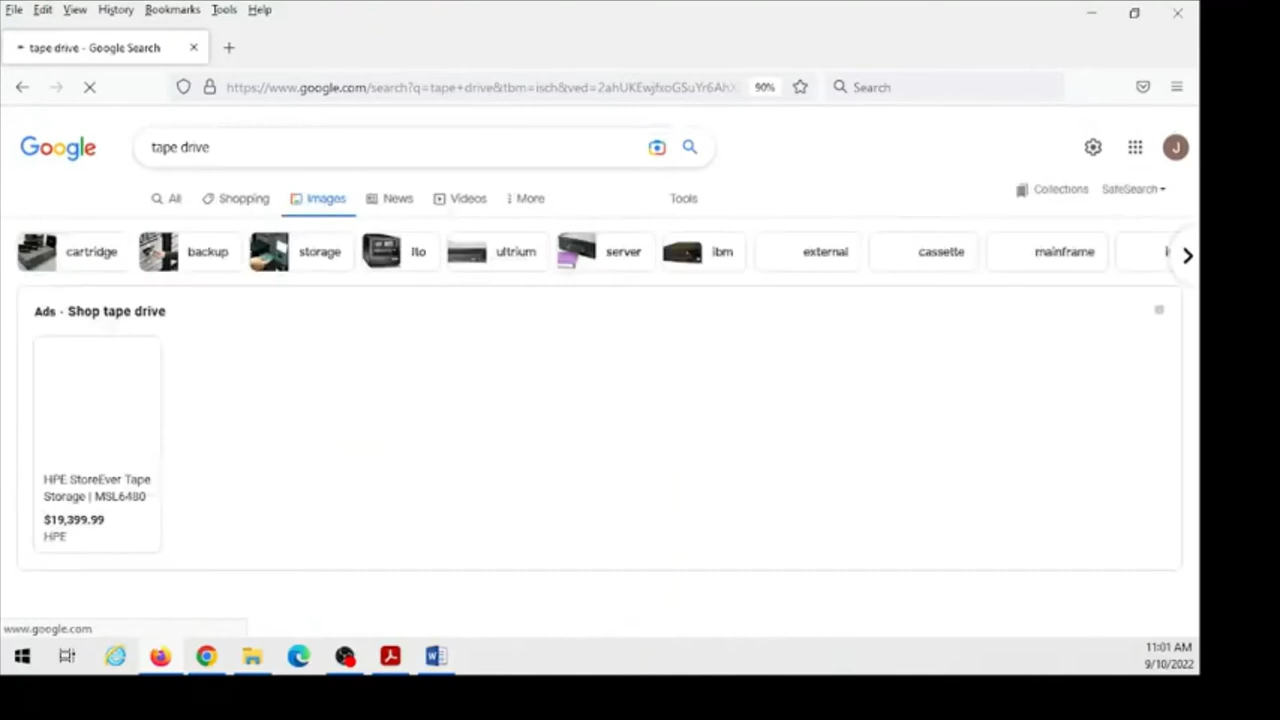 File Edit View History Bookmarks Tools Help
tape drive - Google Search
https://www.google.com/search?q=tape+drive&tbm=isch&ved= 90% Search
Google tape drive J
All Shopping Images News Videos More Tools Collections SafeSearch
cartridge backup storage lto ultrium server ibm external cassette mainframe
Ads · Shop tape drive
HPE StoreEver Tape
Storage | MSL6480
$19,399.99
HPE
www.google.com
11:01 AM
9/10/2022